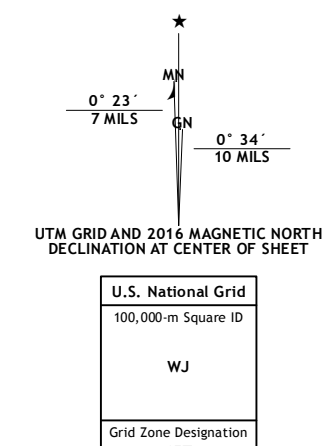 ★
MN
0° 23´
7 MILS
GN
0° 34´
10 MILS
UTM GRID AND 2016 MAGNETIC NORTH
DECLINATION AT CENTER OF SHEET
U.S. National Grid
100,000-m Square ID
WJ
Grid Zone Designation